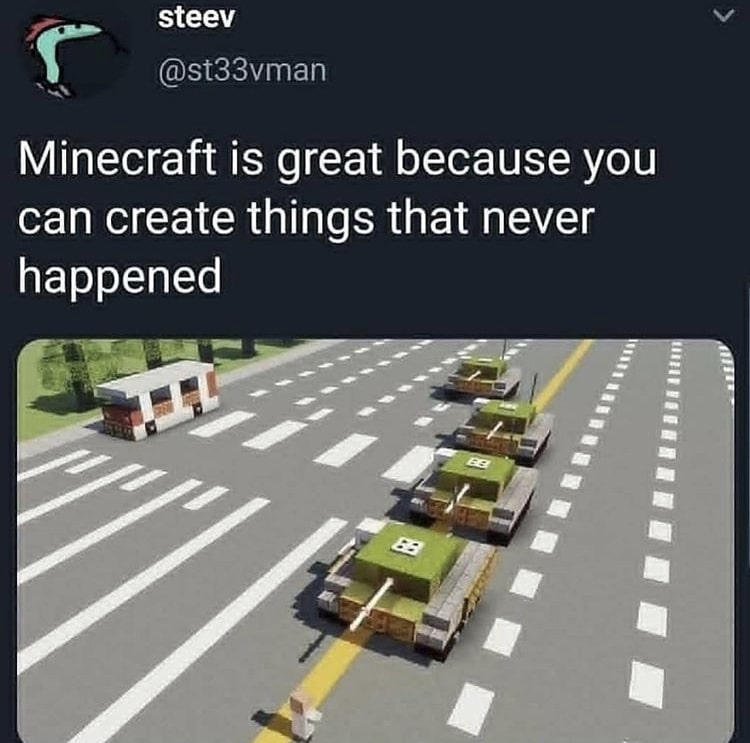 steev
@st33vman
Minecraft is great because you
can create things that never
happened